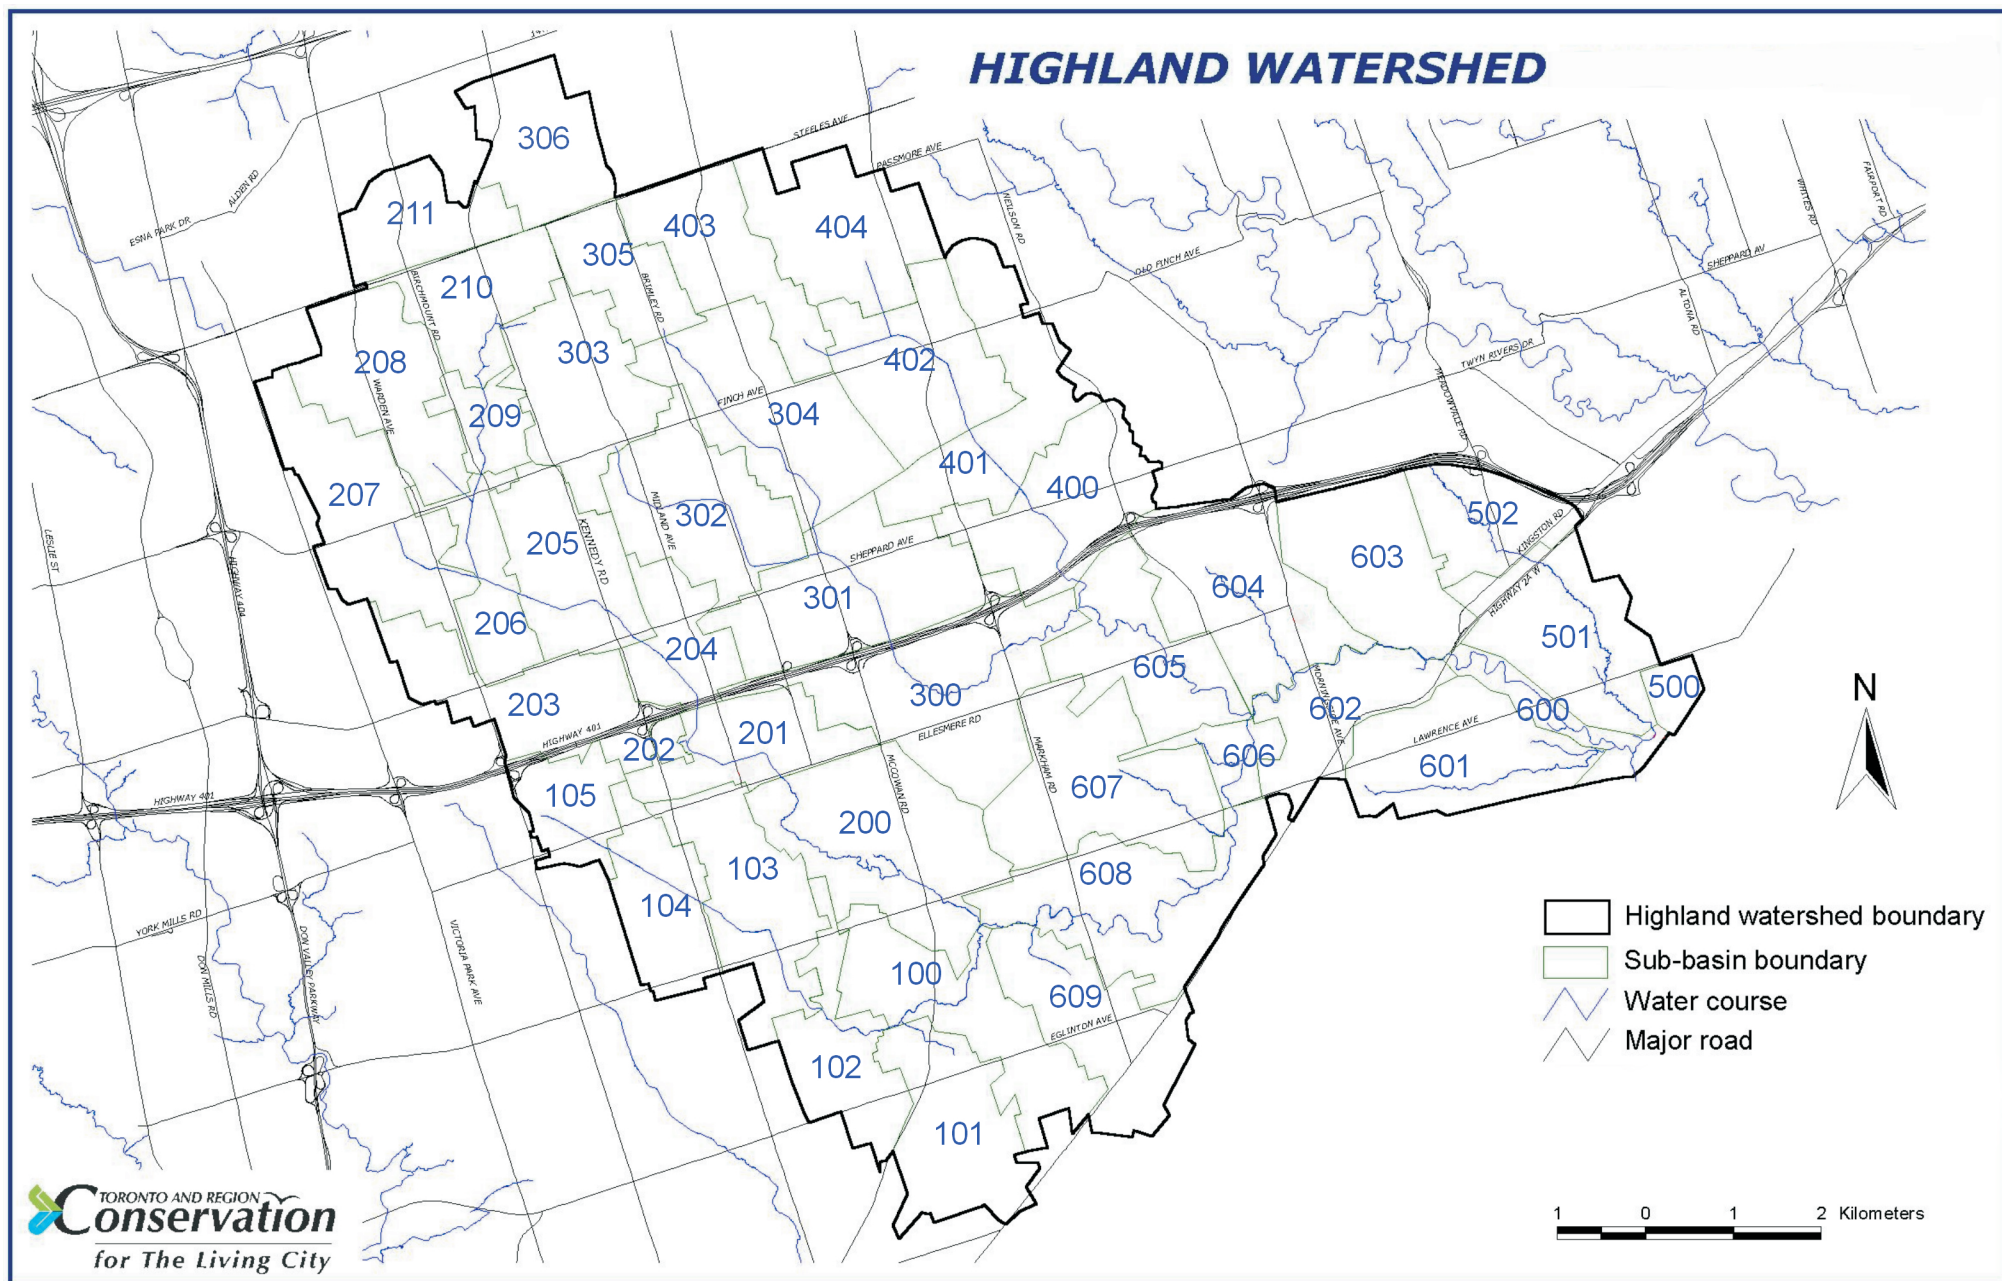 HIGHLAND WATERSHED
STEELES AVE
PASSMORE AVE
306
ALDEN RD
ESNA PARK DR
211
403
404
305
NEILSON RD
OLD FINCH AVE
WHITES RD
FAIRPORT RD
SHEPPARD AV
ALTONA RD
210
BIRCHMOUNT RD
BRIMLEY RD
208
303
402
TWYN RIVERS DR
MEADOWVALE RD
WARDEN AVE
209
FINCH AVE
304
207
401
400
302
MIDLAND AVE
502
KINGSTON RD
LESLIE ST
HIGHWAY 404
205
KENNEDY RD
SHEPPARD AVE
603
604
HIGHWAY 2A W
301
206
204
501
605
203
300
602
MORNINGSIDE AVE
600
500
HIGHWAY 401
202
201
ELLESMERE RD
MARKHAM RD
LAWRENCE AVE
606
601
N
HIGHWAY 401
105
MCCOWAN RD
607
200
103
608
104
YORK MILLS RD
DON MILLS RD
DON VALLEY PARKWAY
VICTORIA PARK AVE
100
609
EGLINTON AVE
102
101
Highland watershed boundary
Sub-basin boundary
Water course
Major road
1 0 1 2 Kilometers
TORONTO AND REGION
Conservation
for The Living City